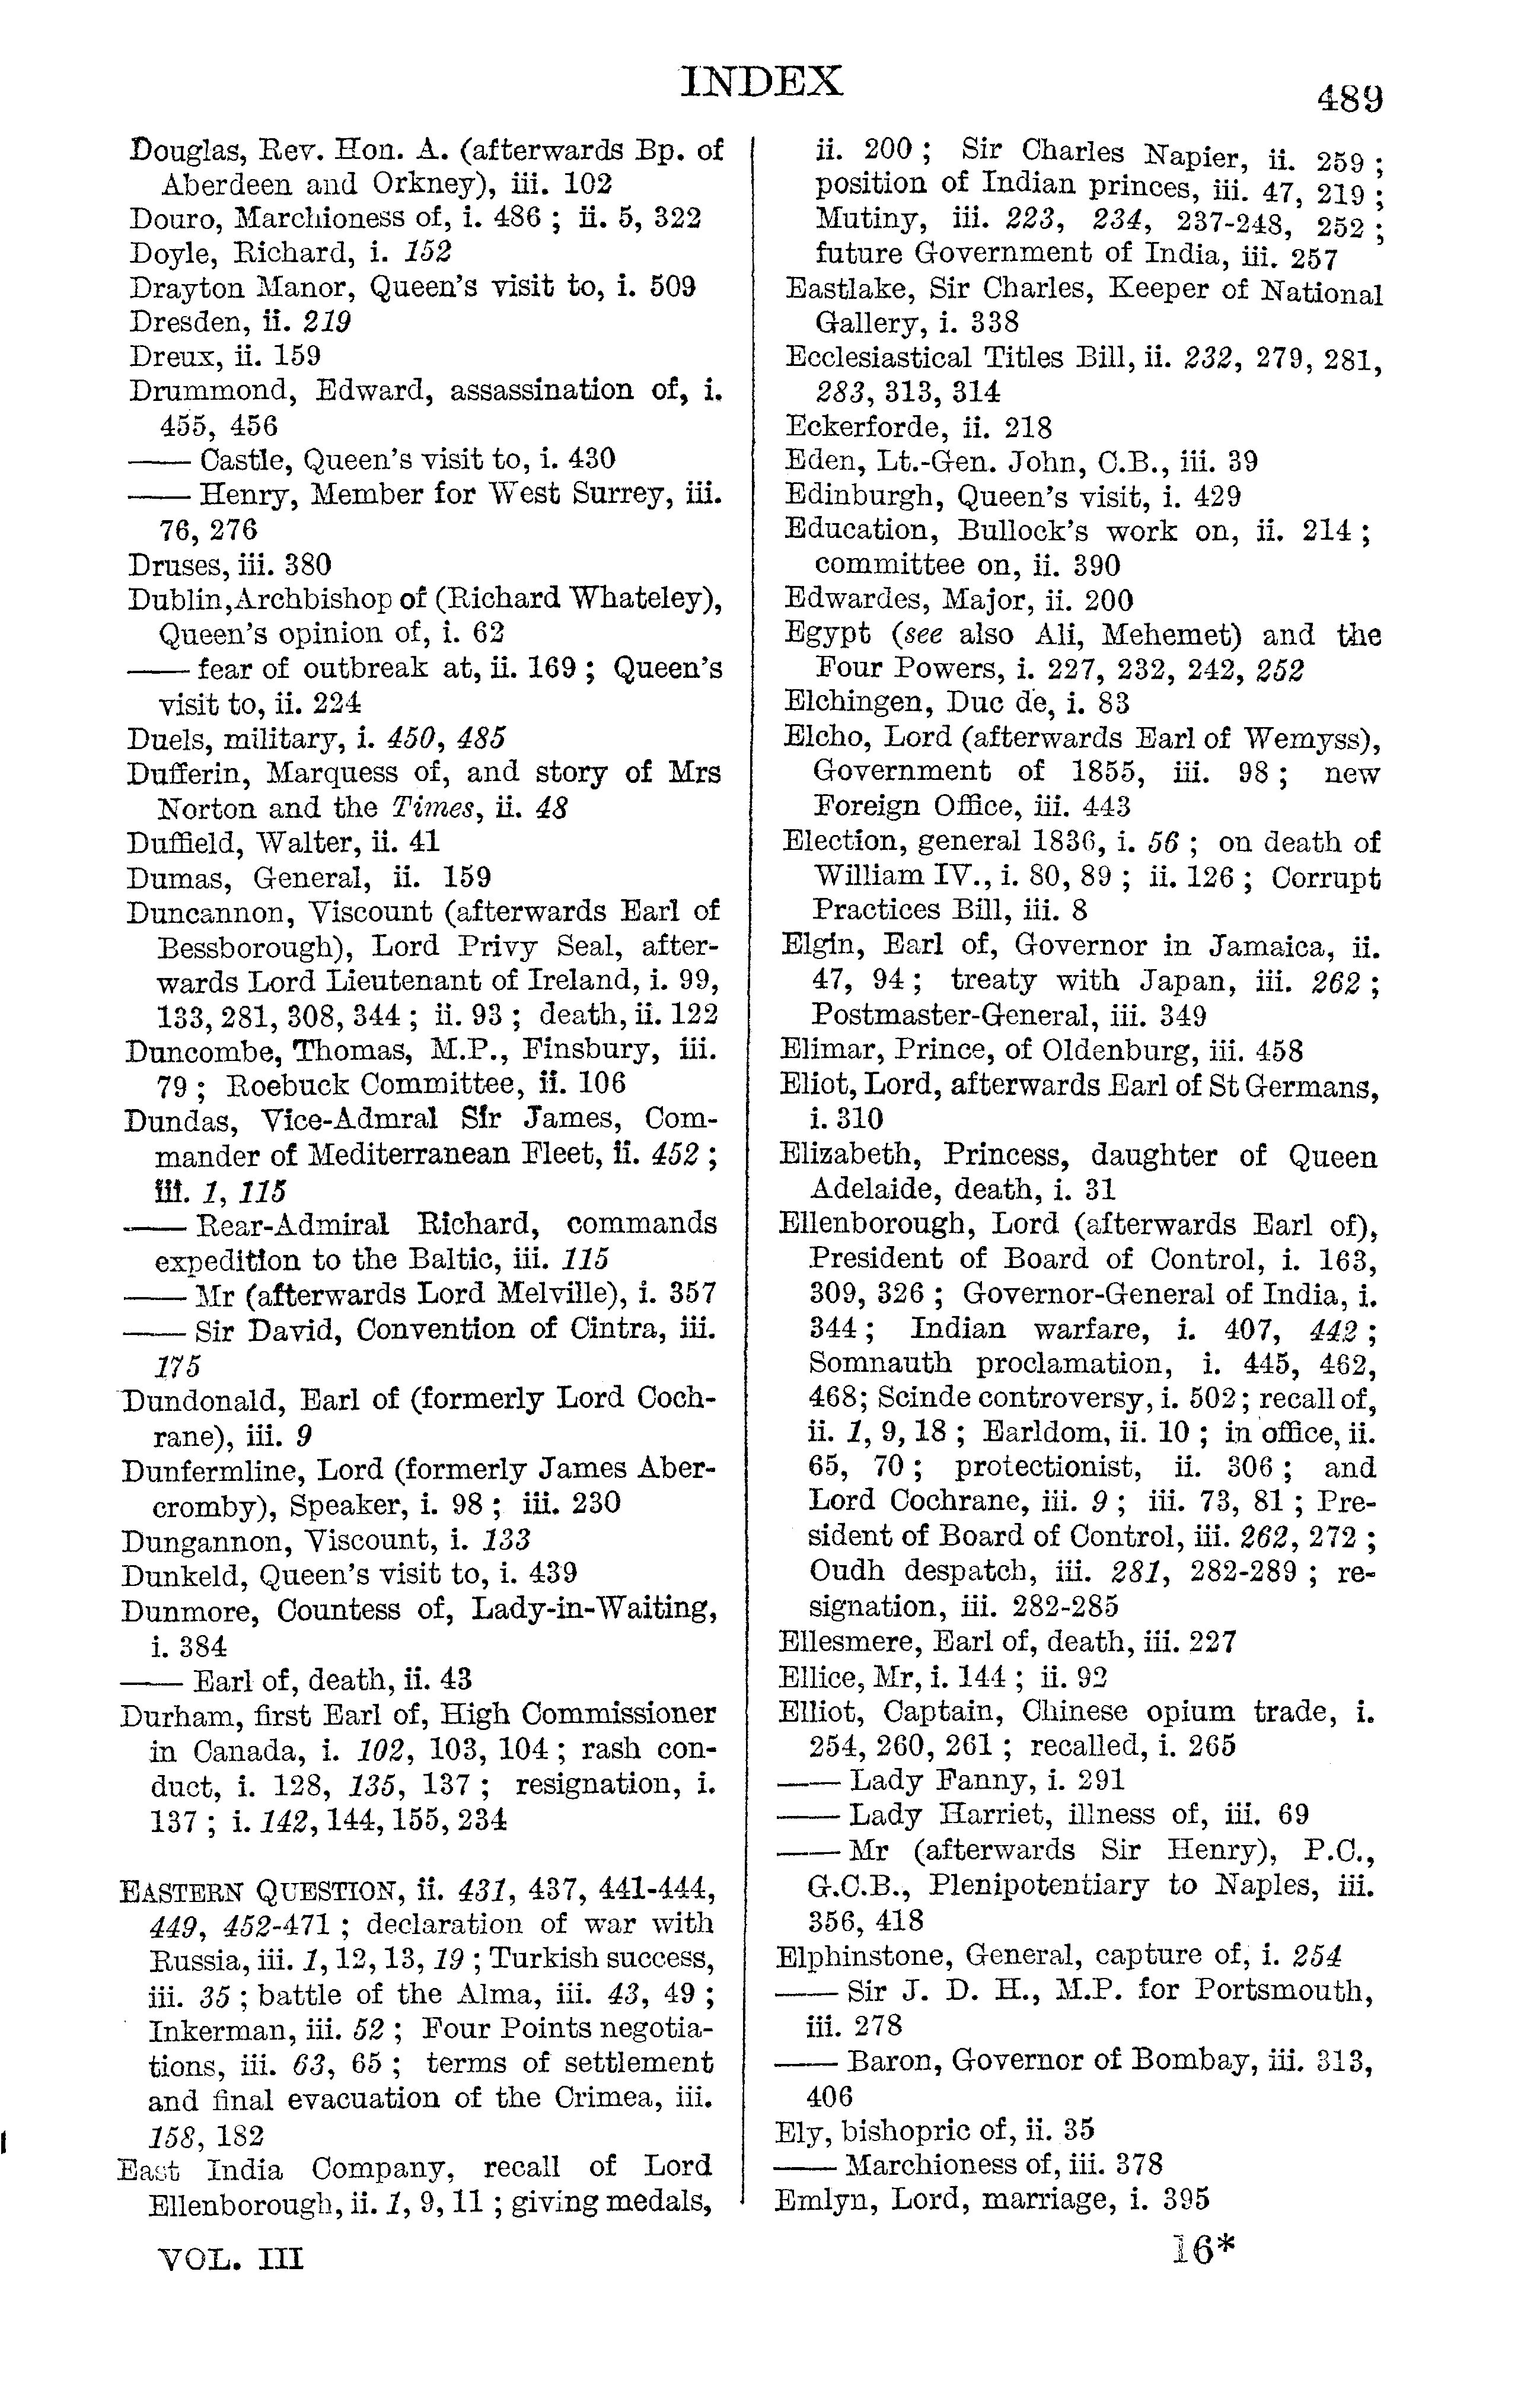 INDEX
489
Douglas, Rev. Hon. A. (afterwards Bp. of
Aberdeen and Orkney), iii. 102
Douro, Marchioness of, i. 486 ; ii. 5, 322
Doyle, Richard, i. 152
Drayton Manor, Queen's visit to, i. 509
Dresden, ii. 219
Dreux, ii. 159
Drummond, Edward, assassination of, i.
455, 456
—— Castle, Queen's visit to, i. 430
—— Henry, Member for West Surrey, iii.
76, 276
Druses, iii. 380
Dublin, Archbishop of (Richard Whateley),
Queen's opinion of, i. 62
—— fear of outbreak at, ii. 169 ; Queen's
visit to, ii. 224
Duels, military, i. 450, 485
Dufferin, Marquess of, and story of Mrs
Norton and the Times, ii. 48
Duffield, Walter, ii. 41
Dumas, General, ii. 159
Duncannon, Viscount (afterwards Earl of
Bessborough), Lord Privy Seal, after-
wards Lord Lieutenant of Ireland, i. 99,
133, 281, 308, 344 ; ii. 93 ; death, ii. 122
Duncombe, Thomas, M.P., Finsbury, iii.
79 ; Roebuck Committee, ii. 106
Dundas, Vice-Admral Sir James, Com-
mander of Mediterranean Fleet, ii. 452 ;
iii. 1, 115
—— Rear-Admiral Richard, commands
expedition to the Baltic, iii. 115
—— Mr (afterwards Lord Melville), i. 357
—— Sir David, Convention of Cintra, iii.
175
Dundonald, Earl of (formerly Lord Coch-
rane), iii. 9
Dunfermline, Lord (formerly James Aber-
cromby), Speaker, i. 98 ; iii. 230
Dungannon, Viscount, i. 133
Dunkeld, Queen's visit to, i. 439
Dunmore, Countess of, Lady-in-Waiting,
i. 384
—— Earl of, death, ii. 43
Durham, first Earl of, High Commissioner
in Canada, i. 102, 103, 104 ; rash con-
duct, i. 128, 135, 137 ; resignation, i.
137 ; i. 142, 144, 155, 234
EASTERN QUESTION, ii. 431, 437, 441-444,
449, 452-471 ; declaration of war with
Russia, iii. 1, 12, 13, 19 ; Turkish success,
iii. 35 ; battle of the Alma, iii. 43, 49 ;
Inkerman, iii. 52 ; Four Points negotia-
tions, iii. 63, 65 ; terms of settlement
and final evacuation of the Crimea, iii.
158, 182
East India Company, recall of Lord
Ellenborough, ii. 1, 9, 11 ; giving medals,
ii. 200 ; Sir Charles Napier, ii. 259 ;
position of Indian princes, iii. 47, 219 ;
Mutiny, iii. 223, 234, 237-248, 252 ;
future Government of India, iii. 257
Eastlake, Sir Charles, Keeper of National
Gallery, i. 338
Ecclesiastical Titles Bill, ii. 232, 279, 281,
283, 313, 314
Eckerforde, ii. 218
Eden, Lt.-Gen. John, C.B., iii. 39
Edinburgh, Queen's visit, i. 429
Education, Bullock's work on, ii. 214 ;
committee on, ii. 390
Edwardes, Major, ii. 200
Egypt (see also Ali, Mehemet) and the
Four Powers, i. 227, 232, 242, 252
Elchingen, Duc de, i. 83
Elcho, Lord (afterwards Earl of Wemyss),
Government of 1855, iii. 98 ; new
Foreign Office, iii. 443
Election, general 1836, i. 56 ; on death of
William IV., i. 80, 89 ; ii. 126 ; Corrupt
Practices Bill, iii. 8
Elgin, Earl of, Governor in Jamaica, ii.
47, 94 ; treaty with Japan, iii. 262 ;
Postmaster-General, iii. 349
Elimar, Prince, of Oldenburg, iii. 458
Eliot, Lord, afterwards Earl of St Germans,
i. 310
Elizabeth, Princess, daughter of Queen
Adelaide, death, i. 31
Ellenborough, Lord (afterwards Earl of),
President of Board of Control, i. 163,
309, 326 ; Governor-General of India, i.
344 ; Indian warfare, i. 407, 442 ;
Somnauth proclamation, i. 445, 462,
468; Scinde controversy, i. 502; recall of,
ii. 1, 9, 18 ; Earldom, ii. 10 ; in office, ii.
65, 70 ; protectionist, ii. 306 ; and
Lord Cochrane, iii. 9 ; iii. 73, 81 ; Pre-
sident of Board of Control, iii. 262, 272 ;
Oudh despatch, iii. 281, 282-289 ; re-
signation, iii. 282-285
Ellesmere, Earl of, death, iii. 227
Ellice, Mr, i. 144 ; ii. 92
Elliot, Captain, Chinese opium trade, i.
254, 260, 261 ; recalled, i. 265
—— Lady Fanny, i. 291
—— Lady Harriet, illness of, iii. 69
—— Mr (afterwards Sir Henry), P.C.,
G.C.B., Plenipotentiary to Naples, iii.
356, 418
Elphinstone, General, capture of, i. 254
—— Sir J. D. H., M.P. for Portsmouth,
iii. 278
—— Baron, Governor of Bombay, iii. 313,
406
Ely, bishopric of, ii. 35
—— Marchioness of, iii. 378
Emlyn, Lord, marriage, i. 395
VOL. III
16*